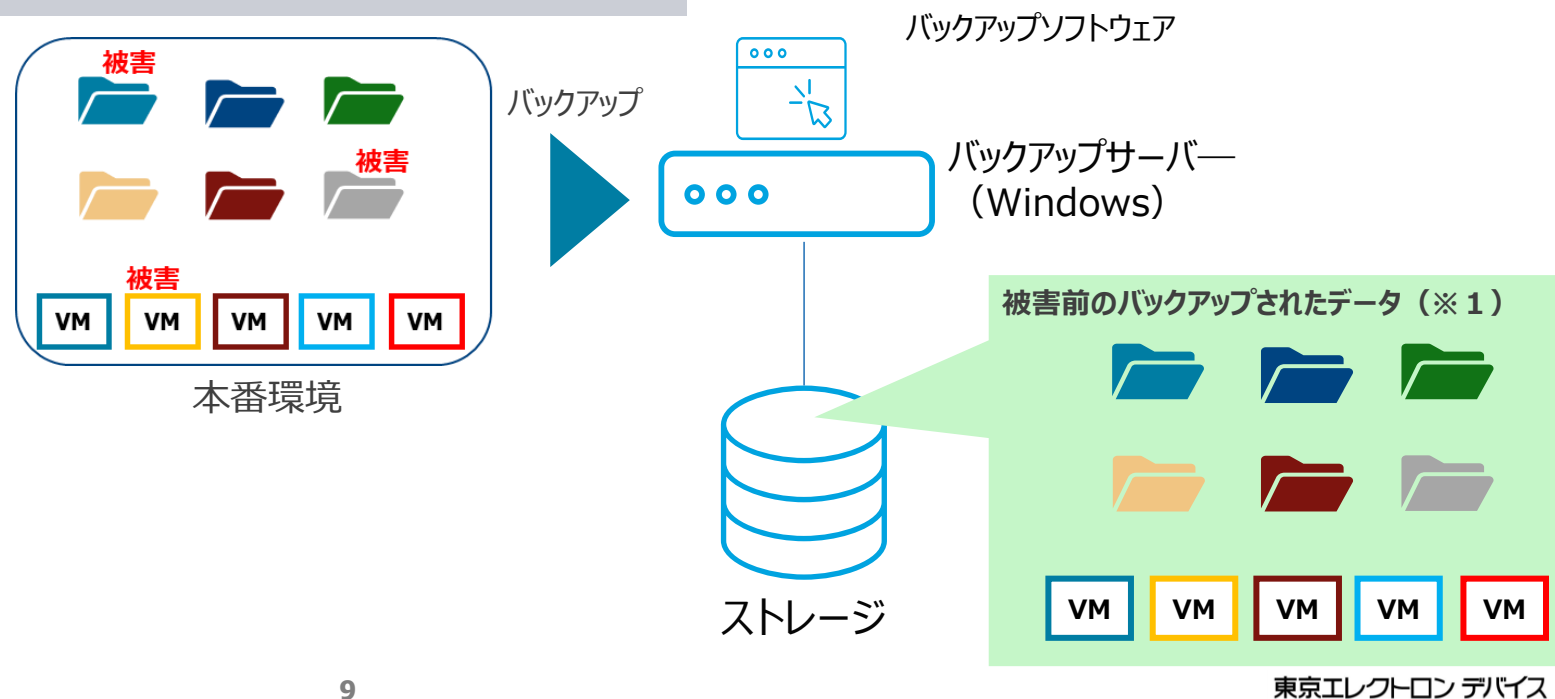 バックアップソフトウェア
被害
バックアップ
被害
バックアップサーバ―
（Windows）
被害
VM VM VM VM VM
本番環境
被害前のバックアップされたデータ（※１）
ストレージ
VM VM VM VM VM
9
東京エレクトロン デバイス